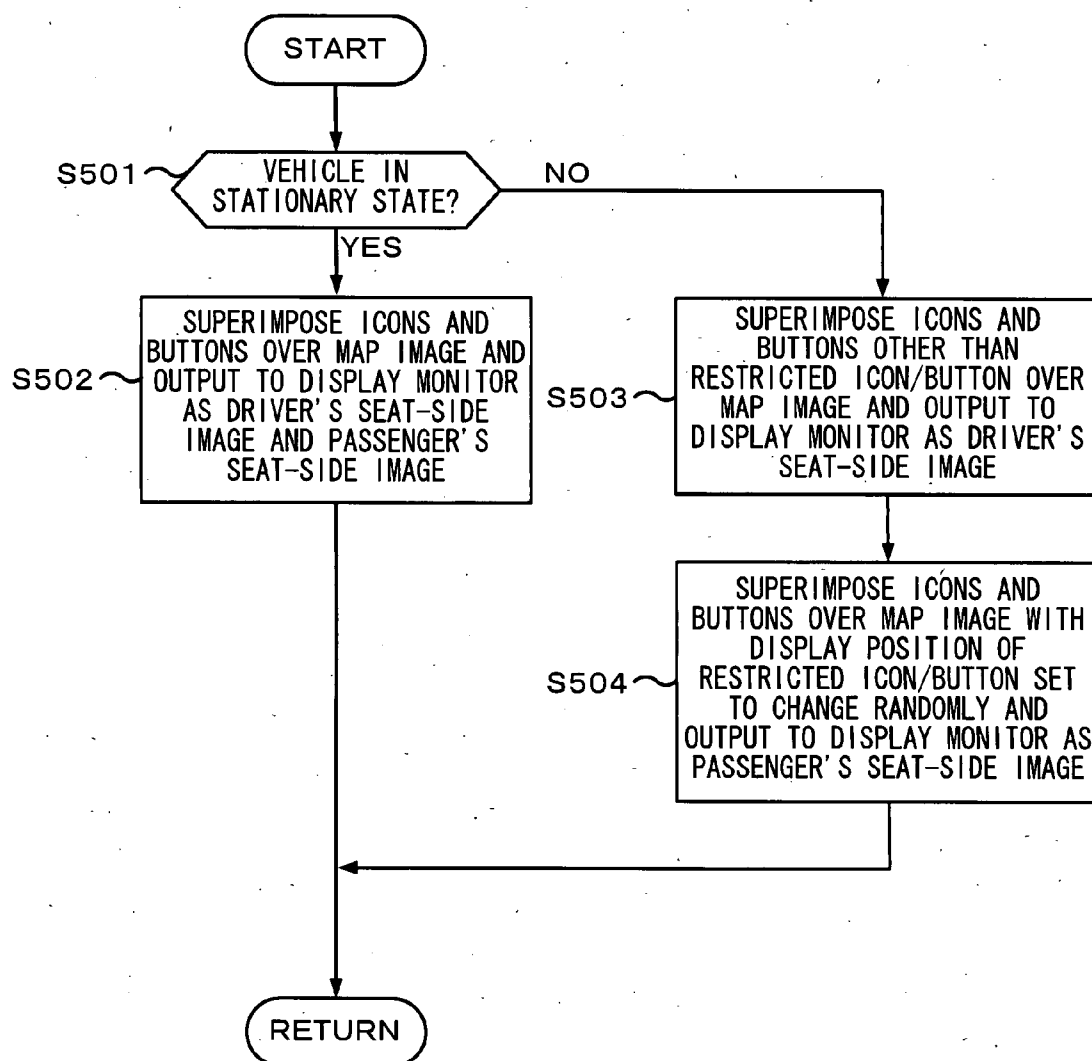 START
S501
VEHICLE IN
STATIONARY STATE?
NO
YES
S502
SUPERIMPOSE ICONS AND
BUTTONS OVER MAP IMAGE AND
OUTPUT TO DISPLAY MONITOR
AS DRIVER'S SEAT-SIDE
IMAGE AND PASSENGER'S
SEAT-SIDE IMAGE
S503
SUPERIMPOSE ICONS AND
BUTTONS OTHER THAN
RESTRICTED ICON/BUTTON OVER
MAP IMAGE AND OUTPUT TO
DISPLAY MONITOR AS DRIVER'S
SEAT-SIDE IMAGE
S504
SUPERIMPOSE ICONS AND
BUTTONS OVER MAP IMAGE WITH
DISPLAY POSITION OF
RESTRICTED ICON/BUTTON SET
TO CHANGE RANDOMLY AND
OUTPUT TO DISPLAY MONITOR AS
PASSENGER'S SEAT-SIDE IMAGE
RETURN